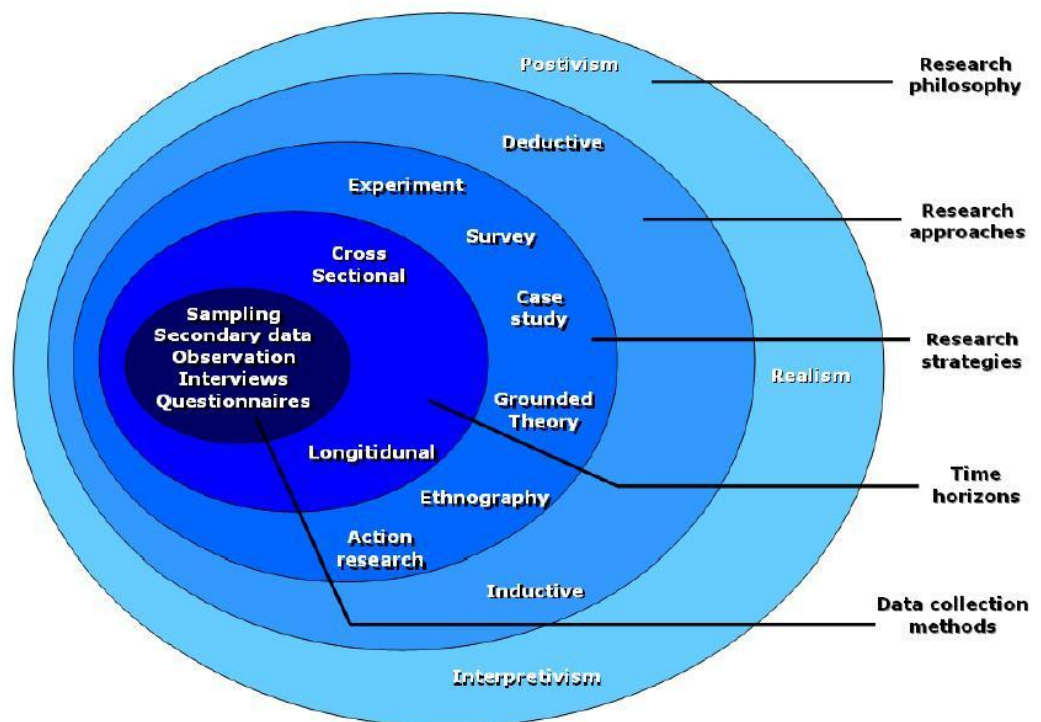 Postivism
Research
philosophy
Deductive
Experiment
Research
approaches
Survey
Cross
Sectional
Case
study
Sampling
Secondary data
Observation
Interviews
Questionnaires
Research
strategies
Realism
Grounded
Theory
Longitidunal
Time
horizons
Ethnography
Action
research
Inductive
Data collection
methods
Interpretivism